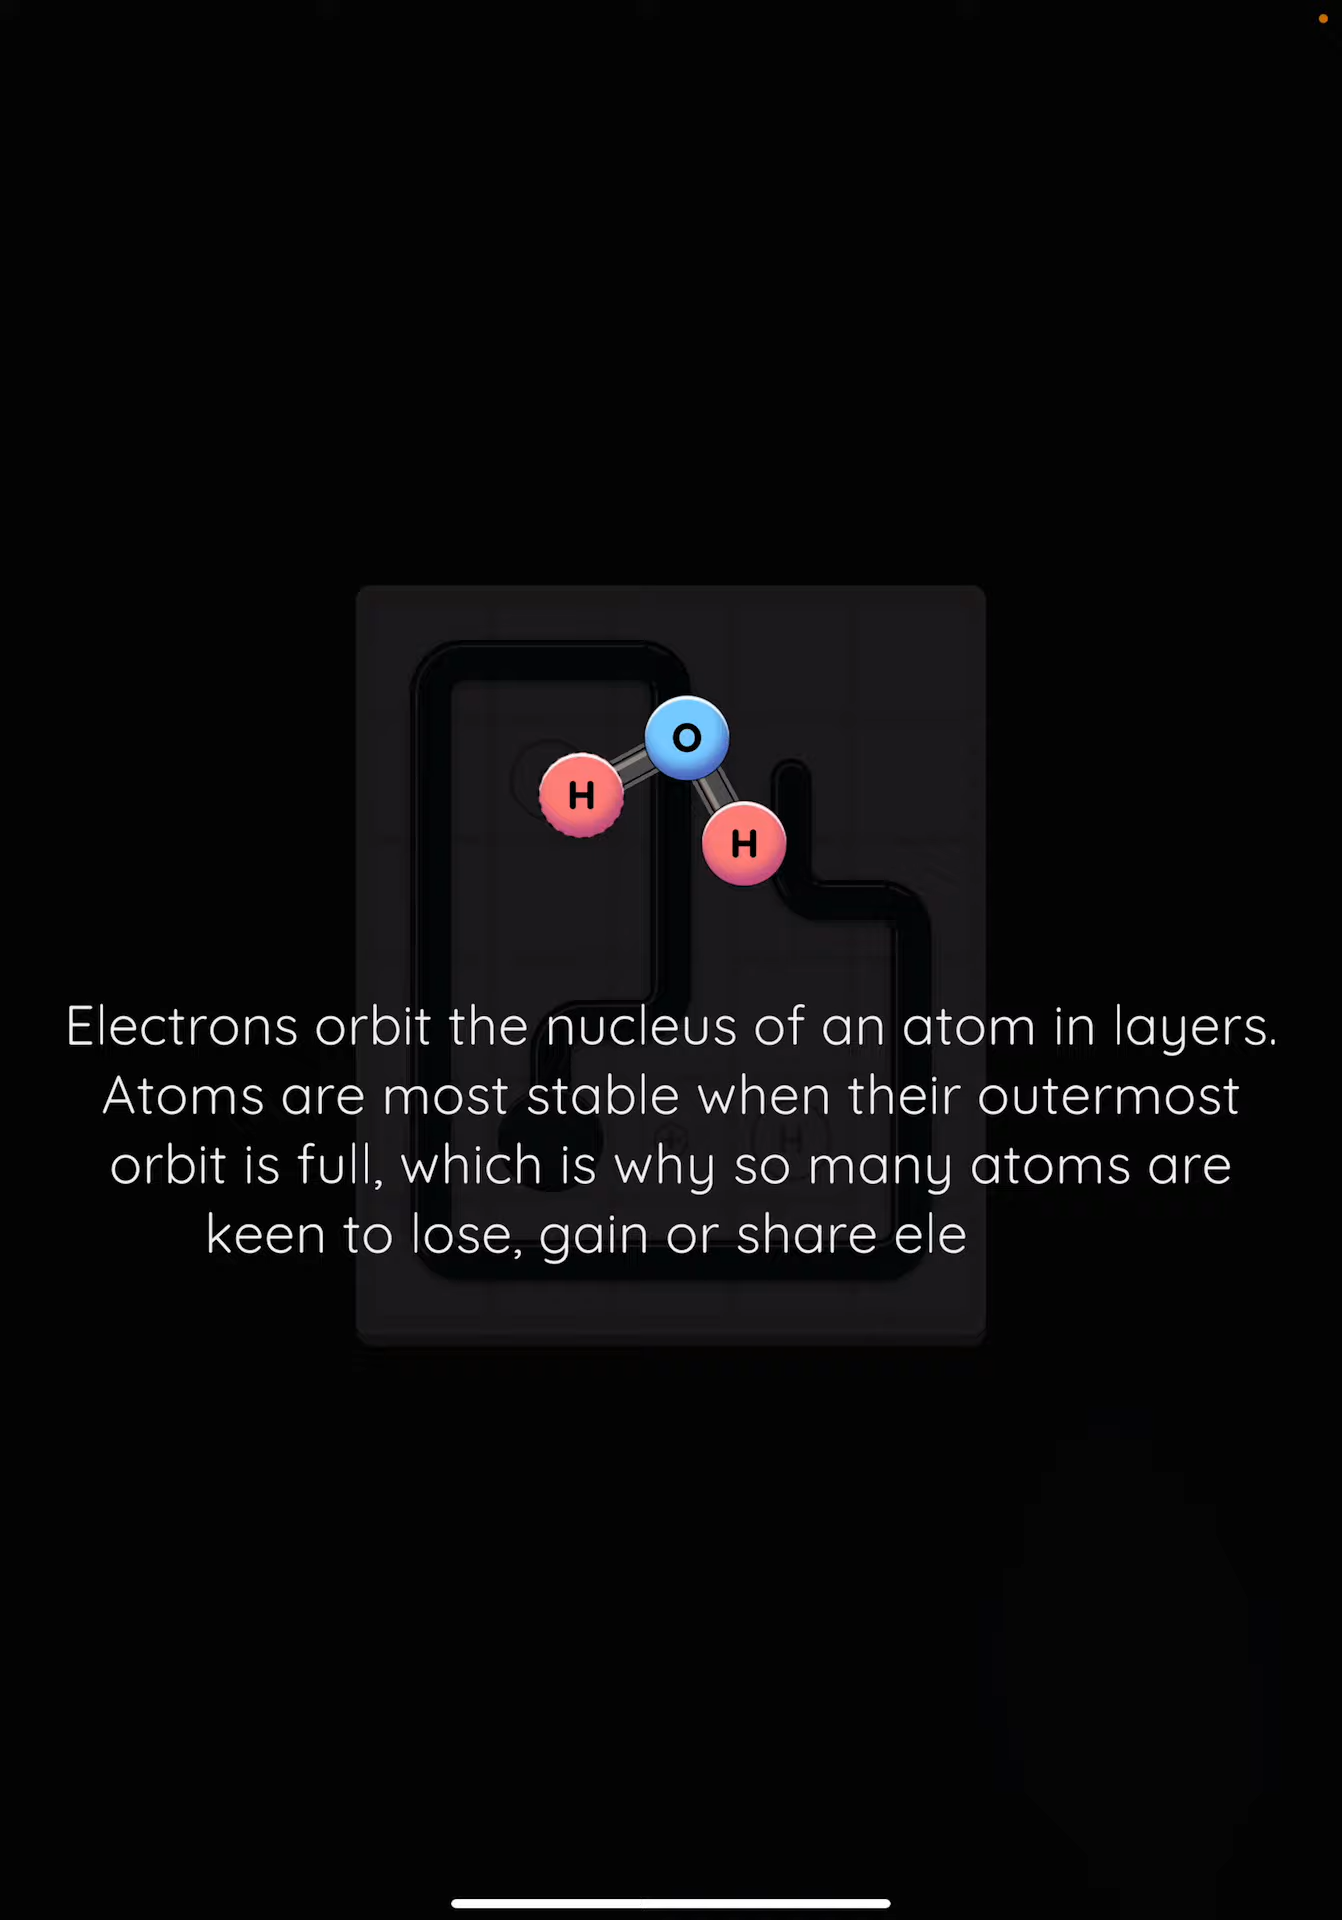 O
H
H
Electrons orbit the nucleus of an atom in layers.
Atoms are most stable when their outermost
orbit is full, which is why so many atoms are
keen to lose, gain or share ele